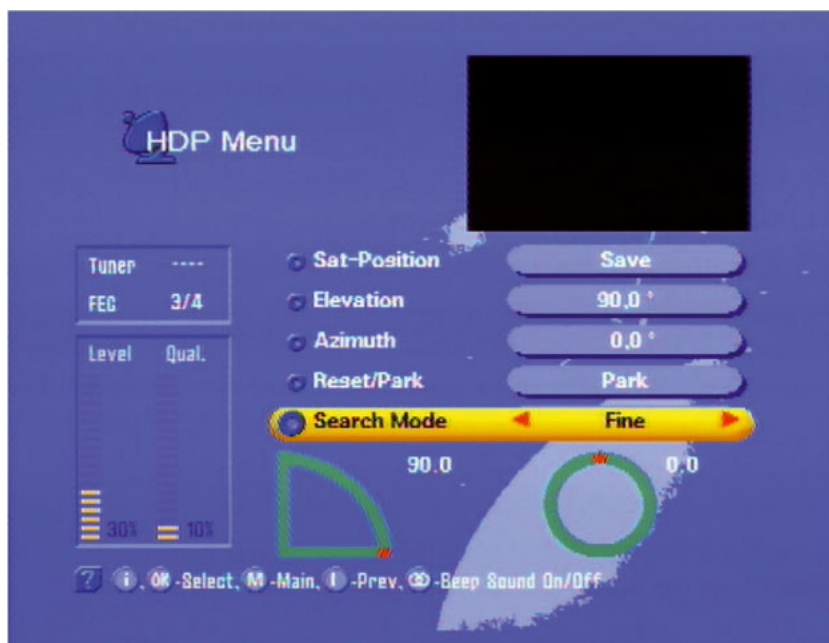 HDP Menu
Tuner ----
FEC 3/4
Level Qual.
30% 10%
Sat-Position Save
Elevation 90,0 °
Azimuth 0,0 °
Reset/Park Park
Search Mode Fine
90.0 0.0
? i, OK -Select, M -Main, I -Prev, -Beep Sound On/Off